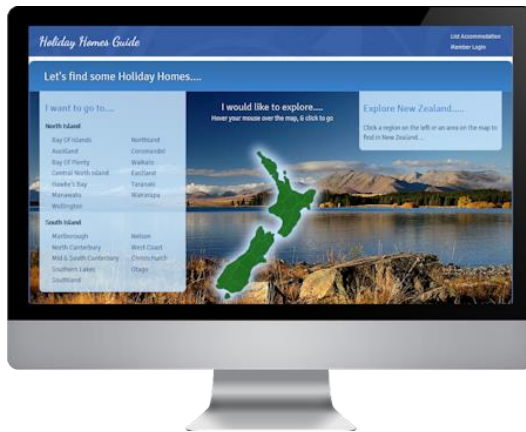 Holiday Homes Guide
List Accommodation
Member Login
Let's find some Holiday Homes....
I want to go to....
North Island
Bay Of Islands
Northland
Auckland
Coromandel
Bay Of Plenty
Waikato
Central North Island
Eastland
Hawke's Bay
Taranaki
Manawatu
Wairarapa
Wellington
South Island
Marlborough
Nelson
North Canterbury
West Coast
Mid & South Canterbury
Christchurch
Southern Lakes
Otago
Southland
I would like to explore.....
Hover your mouse over the map, & click to go
Explore New Zealand......
Click a region on the left or an area on the map to
find in New Zealand....